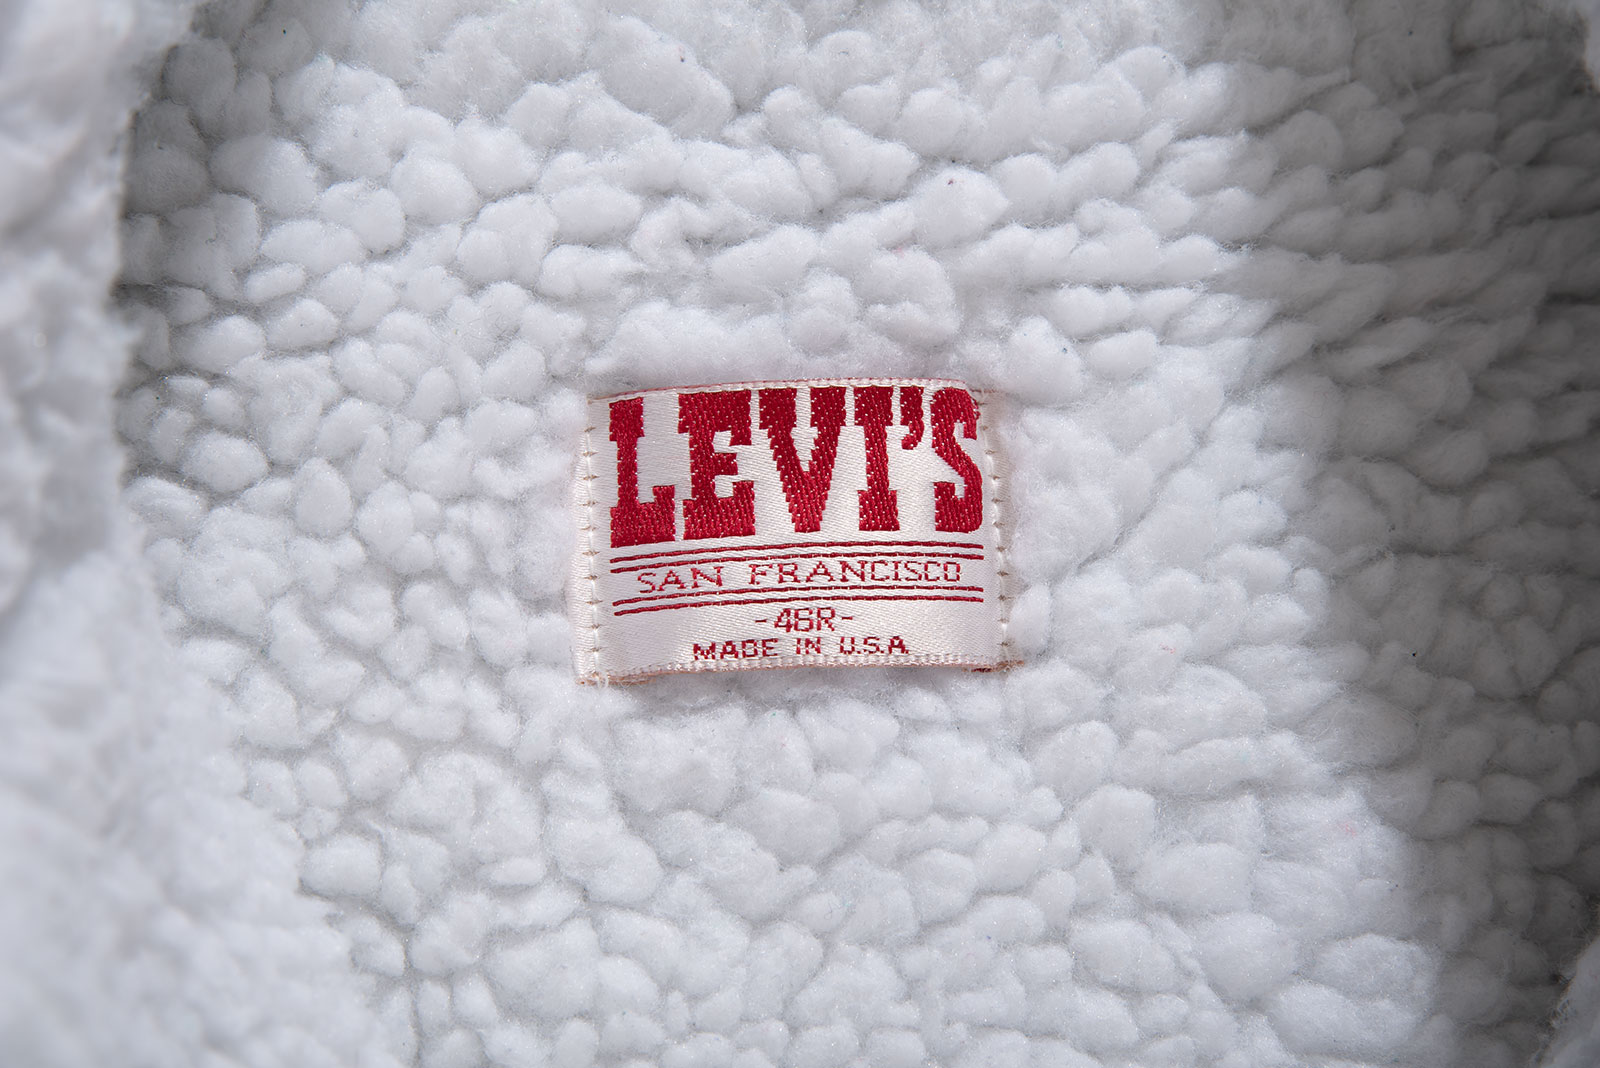 LEVI'S
SAN FRANCISCO
-46R-
MADE IN U.S.A